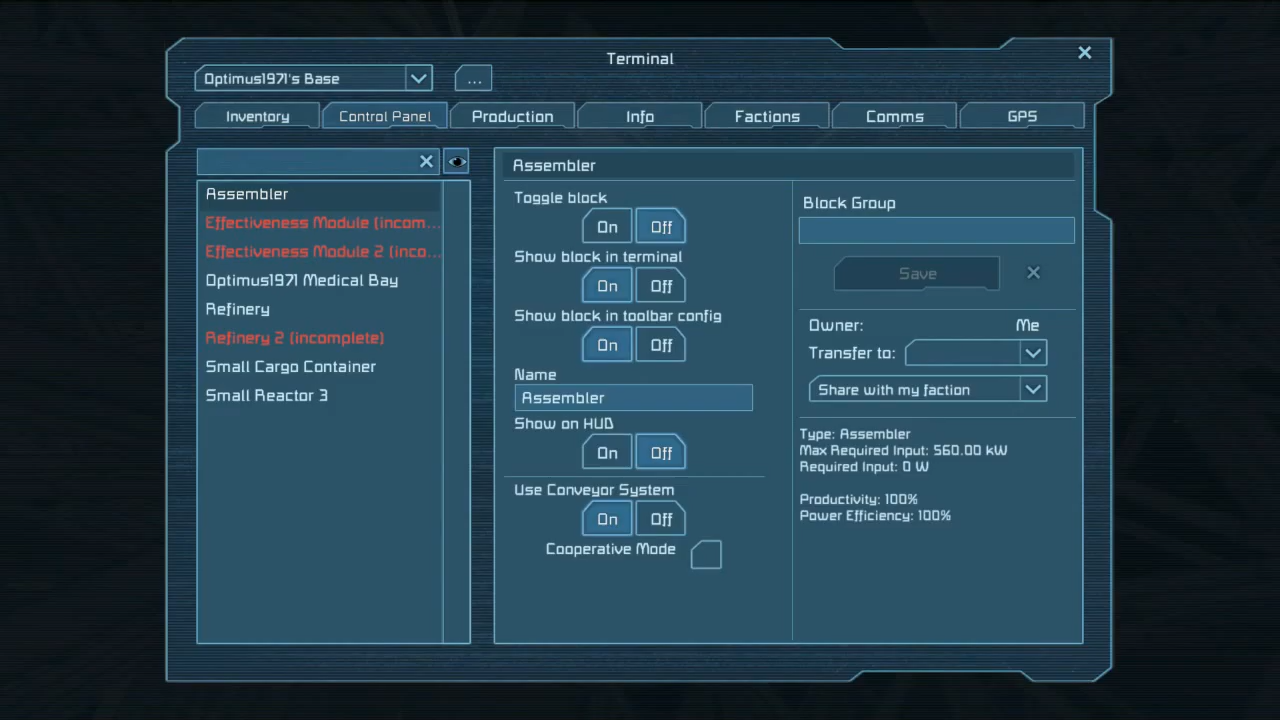 Terminal
Optimus1971's Base
...
Inventory
Control Panel
Production
Info
Factions
Comms
GPS
Assembler
Effectiveness Module (incom...
Effectiveness Module 2 (inco...
Optimus1971 Medical Bay
Refinery
Refinery 2 (incomplete)
Small Cargo Container
Small Reactor 3
Assembler
Toggle block
On Off
Show block in terminal
On Off
Show block in toolbar config
On Off
Name
Assembler
Show on HUD
On Off
Use Conveyor System
On Off
Cooperative Mode
Block Group
Save
Owner: Me
Transfer to:
Share with my faction
Type: Assembler
Max Required Input: 560.00 kW
Required Input: 0 W
Productivity: 100%
Power Efficiency: 100%